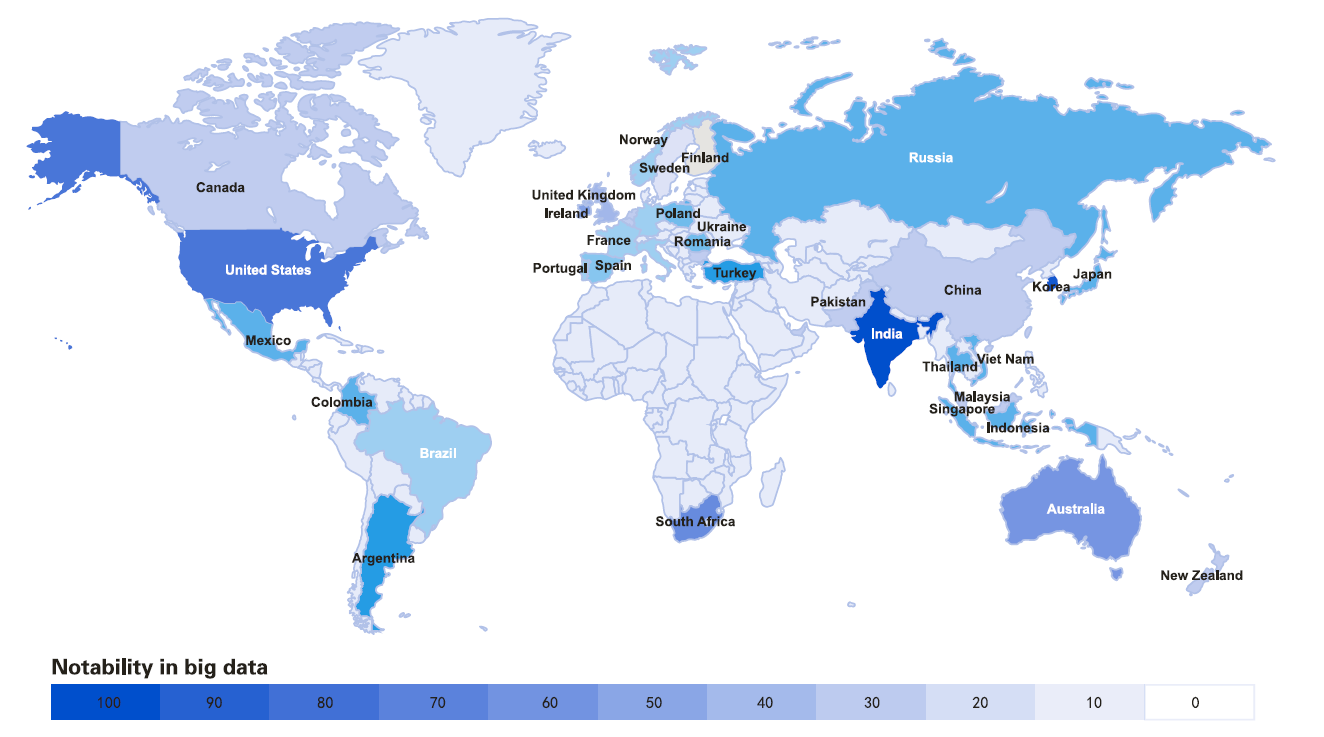 Norway
Finland
Sweden
Russia
Canada
United Kingdom
Ireland
Poland
Ukraine
France
Romania
Portugal
Spain
Turkey
United States
Japan
Korea
China
Pakistan
India
Mexico
Viet Nam
Thailand
Colombia
Malaysia
Singapore
Indonesia
Brazil
Australia
South Africa
Argentina
New Zealand
Notability in big data
100 90 80 70 60 50 40 30 20 10 0